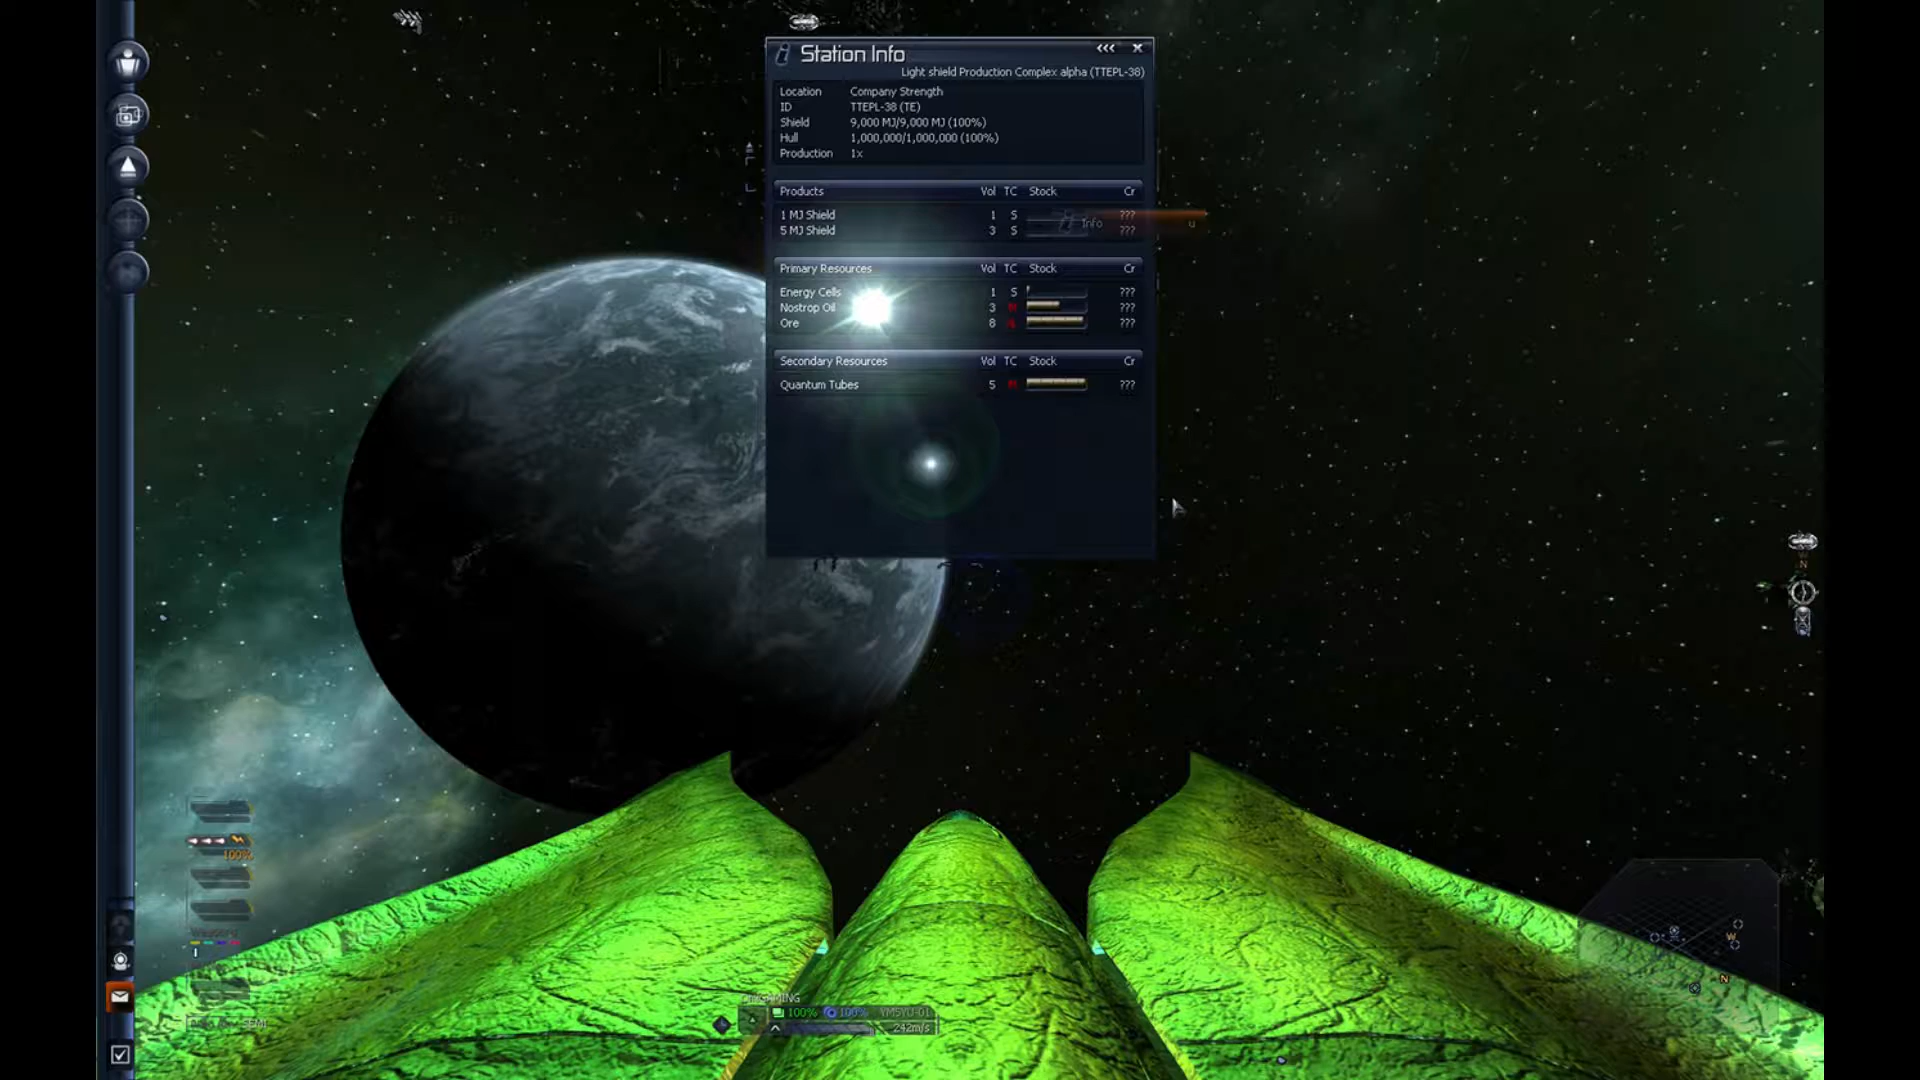 Station Info
Light shield Production Complex alpha (TTEPL-38)
Location Company Strength
ID TTEPL-38 (TE)
Shield 9,000 MJ/9,000 MJ (100%)
Hull 1,000,000/1,000,000 (100%)
Production 1x
Products Vol TC Stock Cr
1 MJ Shield 1 S ???
5 MJ Shield 3 S ???
Info
u
Primary Resources Vol TC Stock Cr
Energy Cells 1 S ???
Nostrop Oil 3 M ???
Ore 8 ???
Secondary Resources Vol TC Stock Cr
Quantum Tubes 5 M ???
N
100%
W
N
100% 100% YM5YU-01
242m/s